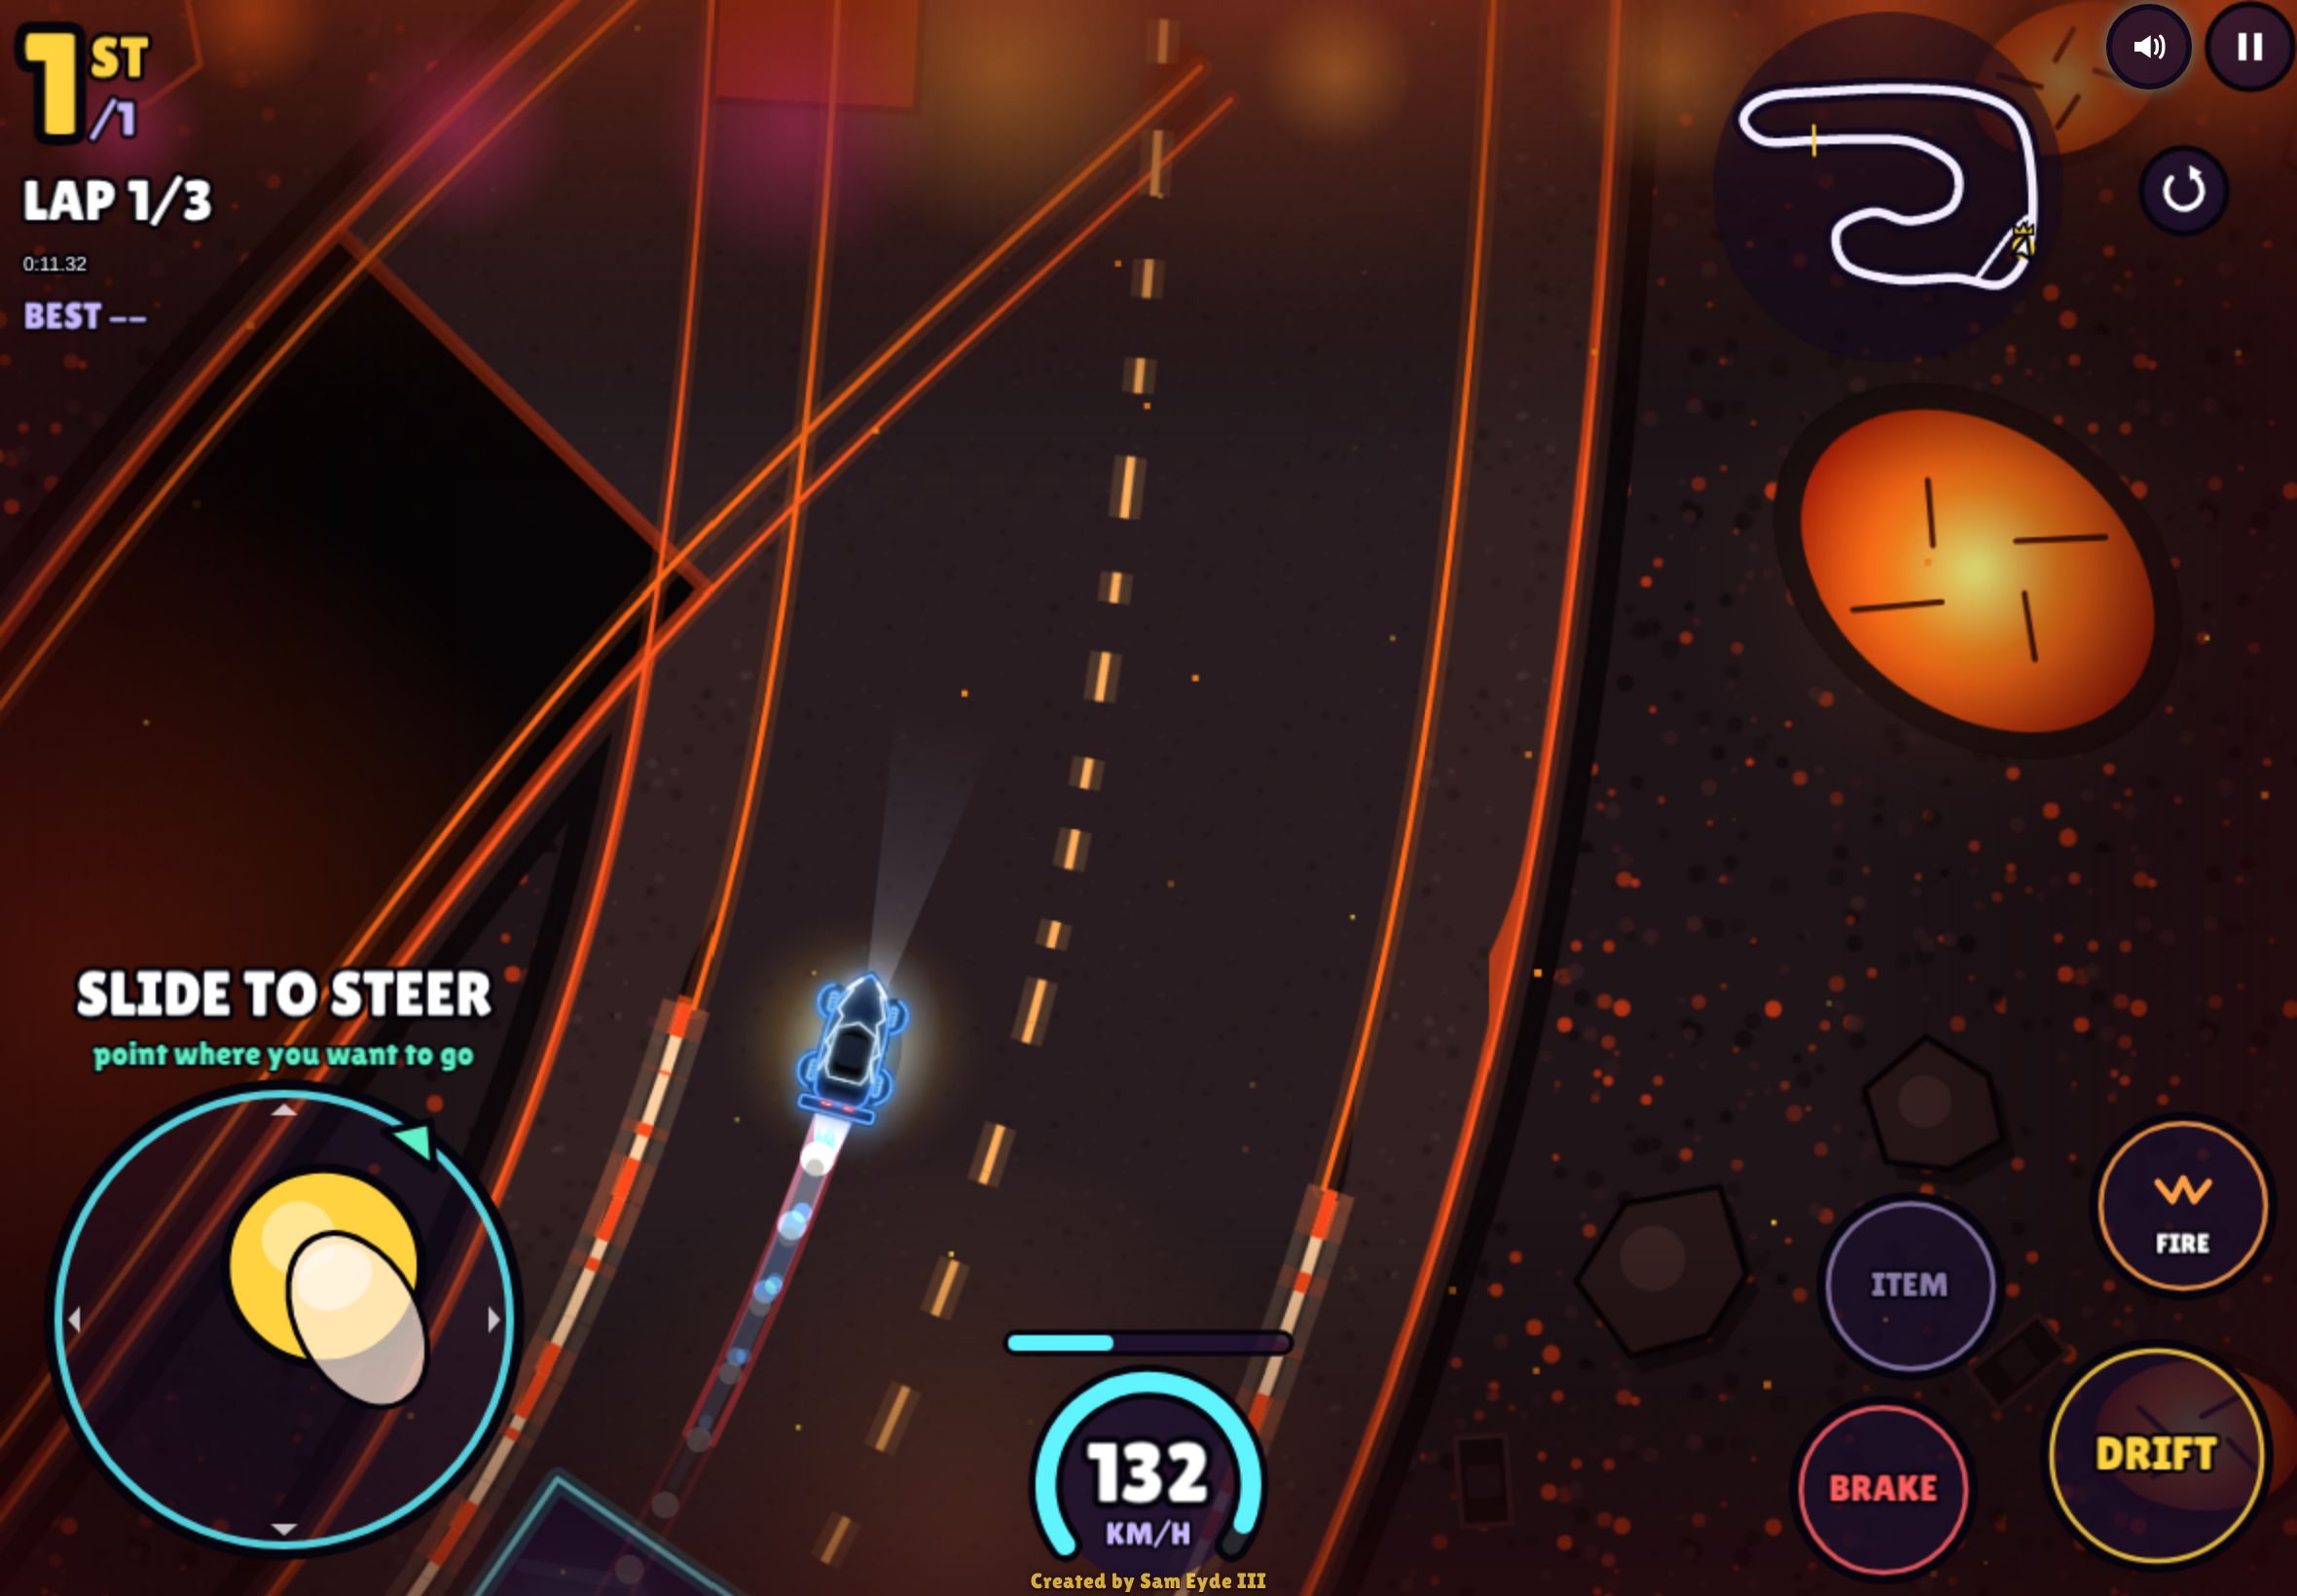 1ST
/1
LAP 1/3
0:11.32
BEST --
SLIDE TO STEER
point where you want to go
FIRE
ITEM
DRIFT
BRAKE
132
KM/H
Created by Sam Eyde III